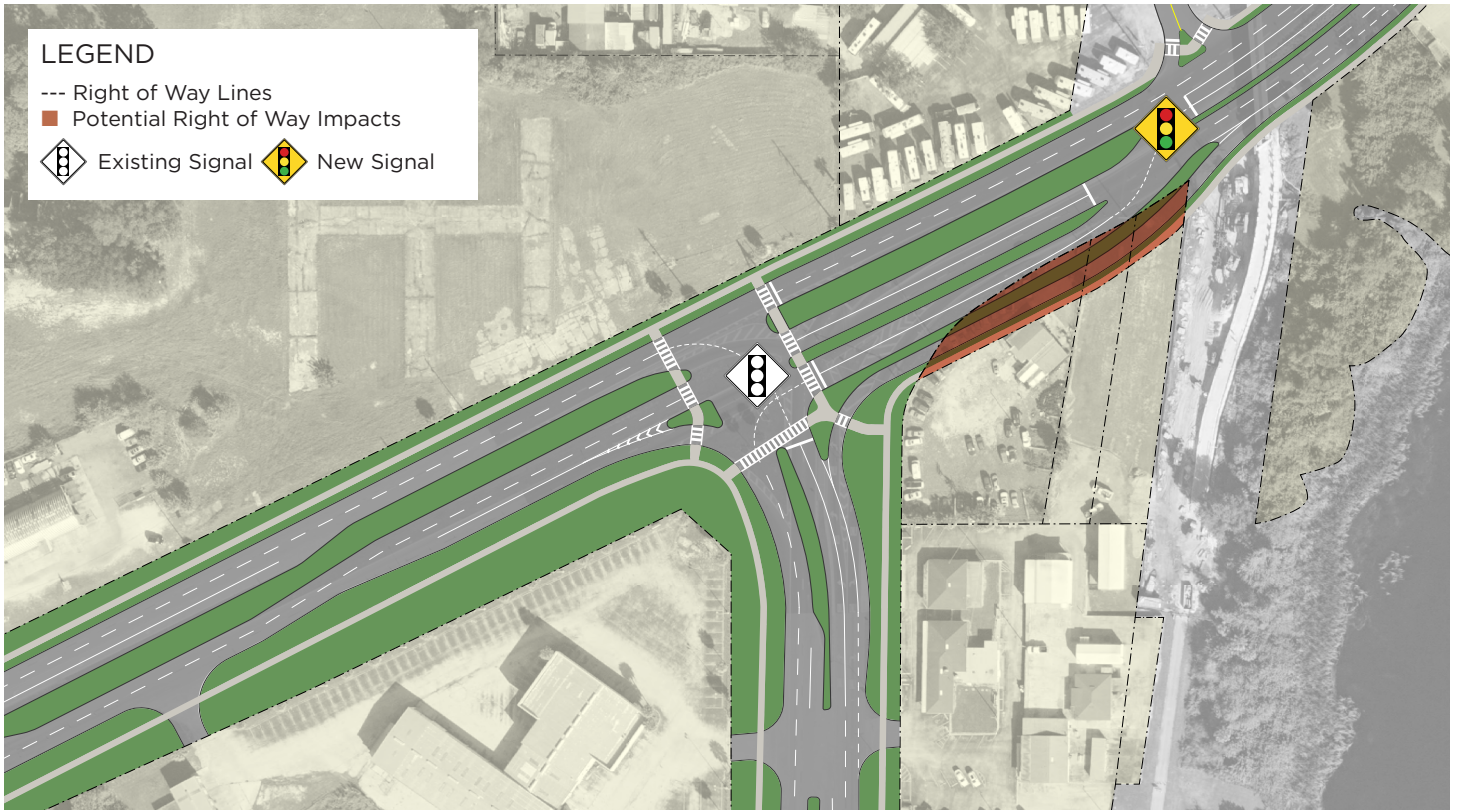 LEGEND
--- Right of Way Lines
Potential Right of Way Impacts
Existing Signal New Signal